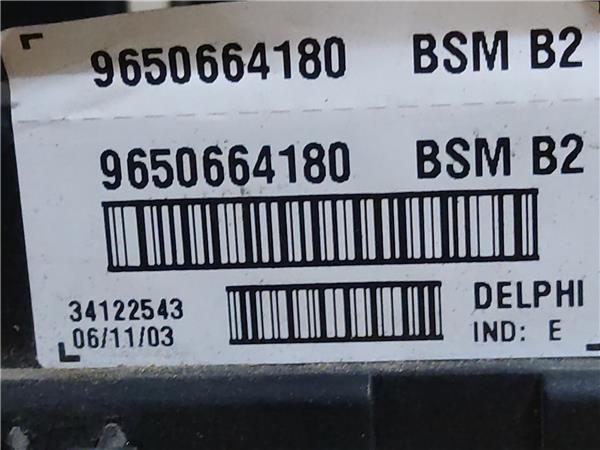 9650664180 BSM B2
9650664180 BSM B2
34122543
06/11/03
DELPHI
IND: E